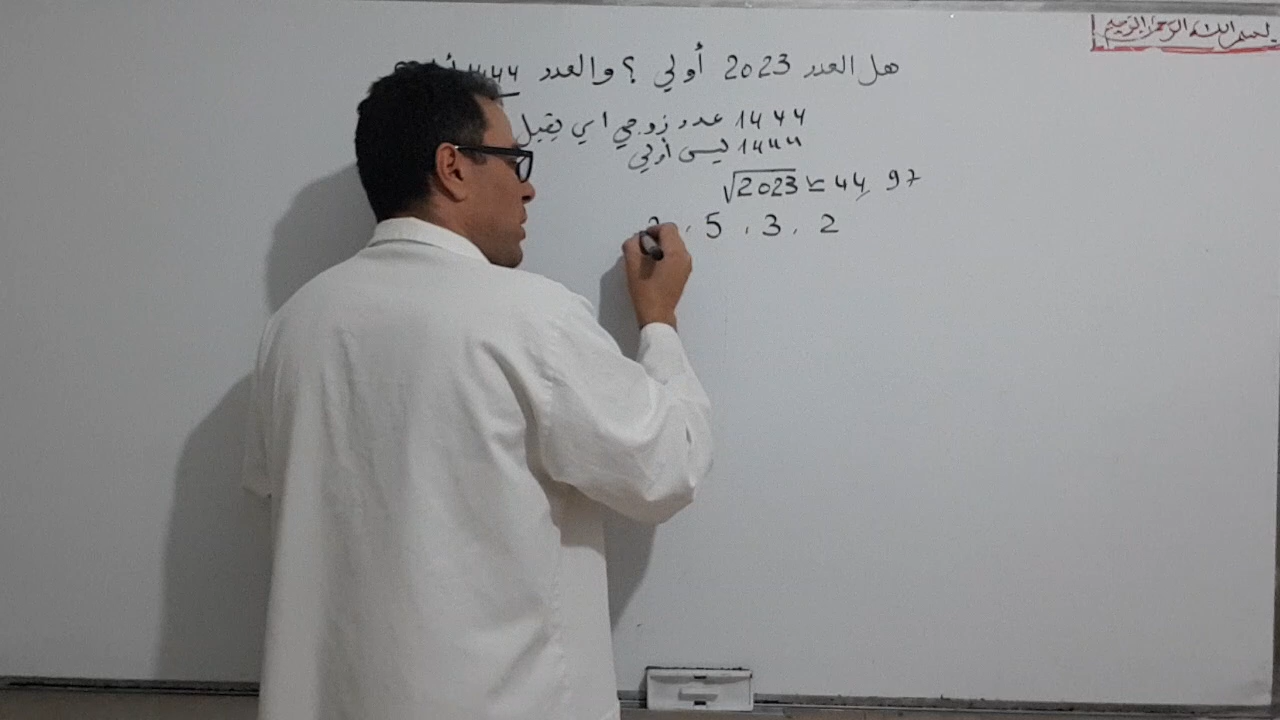 بسم الله الرحمن الرحيم
هل العدد 2023 أولي ؟ والعدد 1444
1444 عدد زوجي اي يقبل
1444 ليس أولي
√2023 ≃ 44, 97
2 , 3 , 5 ,